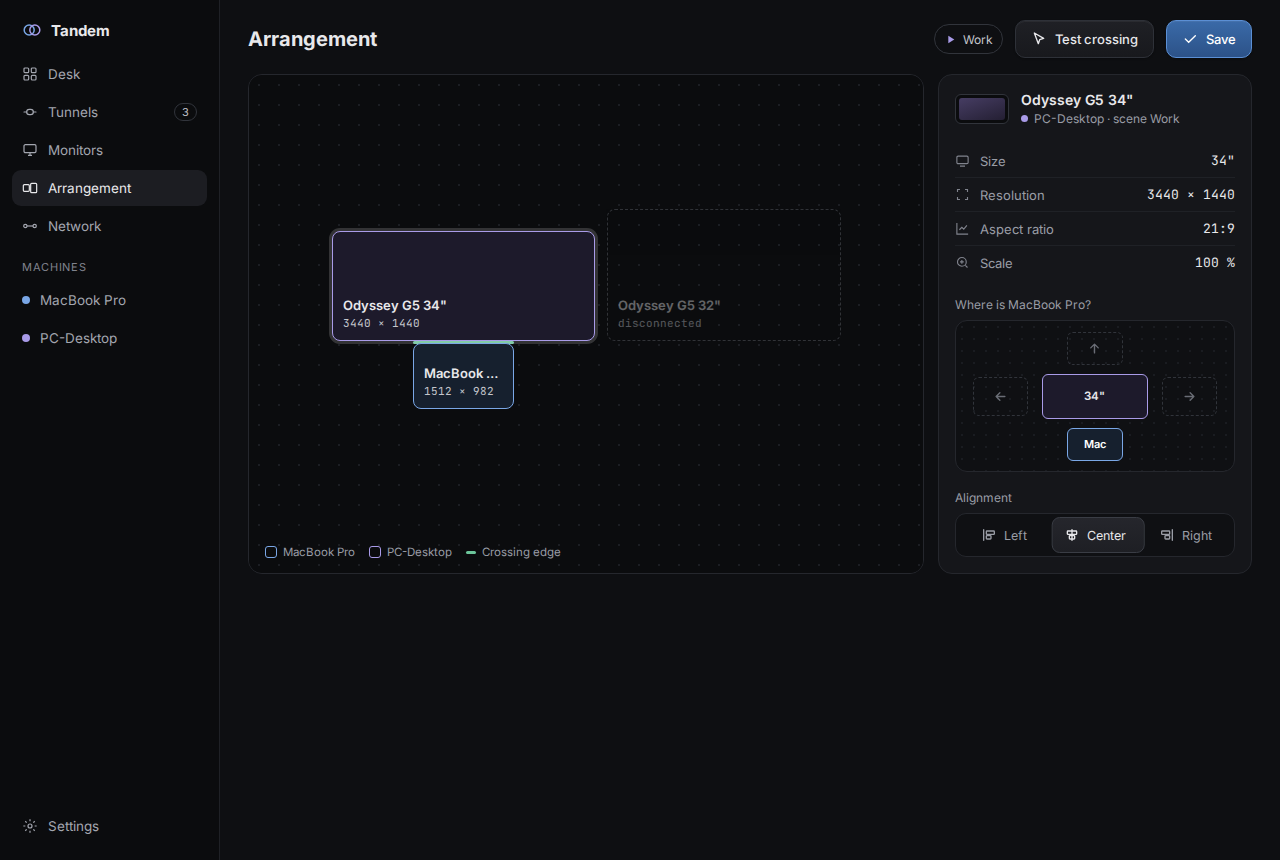 Tandem
Desk
Tunnels 3
Monitors
Arrangement
Network
MACHINES
MacBook Pro
PC-Desktop
Settings
Arrangement
Work
Test crossing
Save
Odyssey G5 34"
3440 × 1440
Odyssey G5 32"
disconnected
MacBook ...
1512 × 982
MacBook Pro
PC-Desktop
Crossing edge
Odyssey G5 34"
PC-Desktop · scene Work
Size 34"
Resolution 3440 × 1440
Aspect ratio 21:9
Scale 100 %
Where is MacBook Pro?
↑
← 34" →
Mac
Alignment
Left
Center
Right